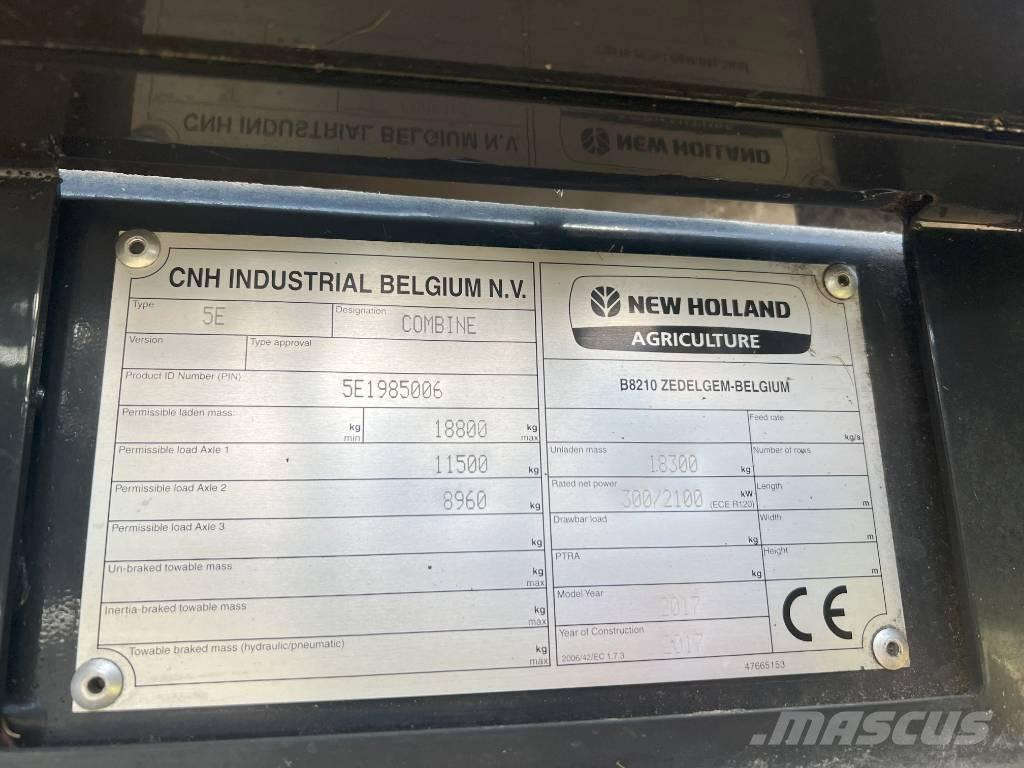 CNH INDUSTRIAL BELGIUM N.V.
NEW HOLLAND
CNH INDUSTRIAL BELGIUM N.V.
Type 5E Designation COMBINE
Version Type approval
Product ID Number (PIN) 5E1985006
Permissible laden mass: kg min 18800 kg max
Permissible load Axle 1 11500 kg
Permissible load Axle 2 8960 kg
Permissible load Axle 3 kg
Un-braked towable mass kg max
Inertia-braked towable mass kg max
Towable braked mass (hydraulic/pneumatic) kg max
NEW HOLLAND
AGRICULTURE
B8210 ZEDELGEM-BELGIUM
Feed rate kg/s
Unladen mass 18300 kg Number of rows
Rated net power 300/2100 kW (ECE R120) Length m
Drawbar load kg Width m
PTRA kg Height m
Model Year 2017
Year of Construction 2017
2006/42/EC 1.7.3
CE
47665153
MASCUS